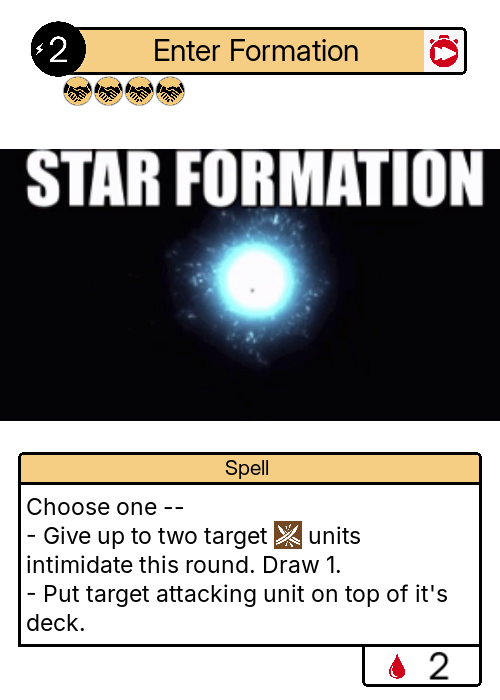 2
Enter Formation
STAR FORMATION
Spell
Choose one --
- Give up to two target units
intimidate this round. Draw 1.
- Put target attacking unit on top of it's
deck.
2